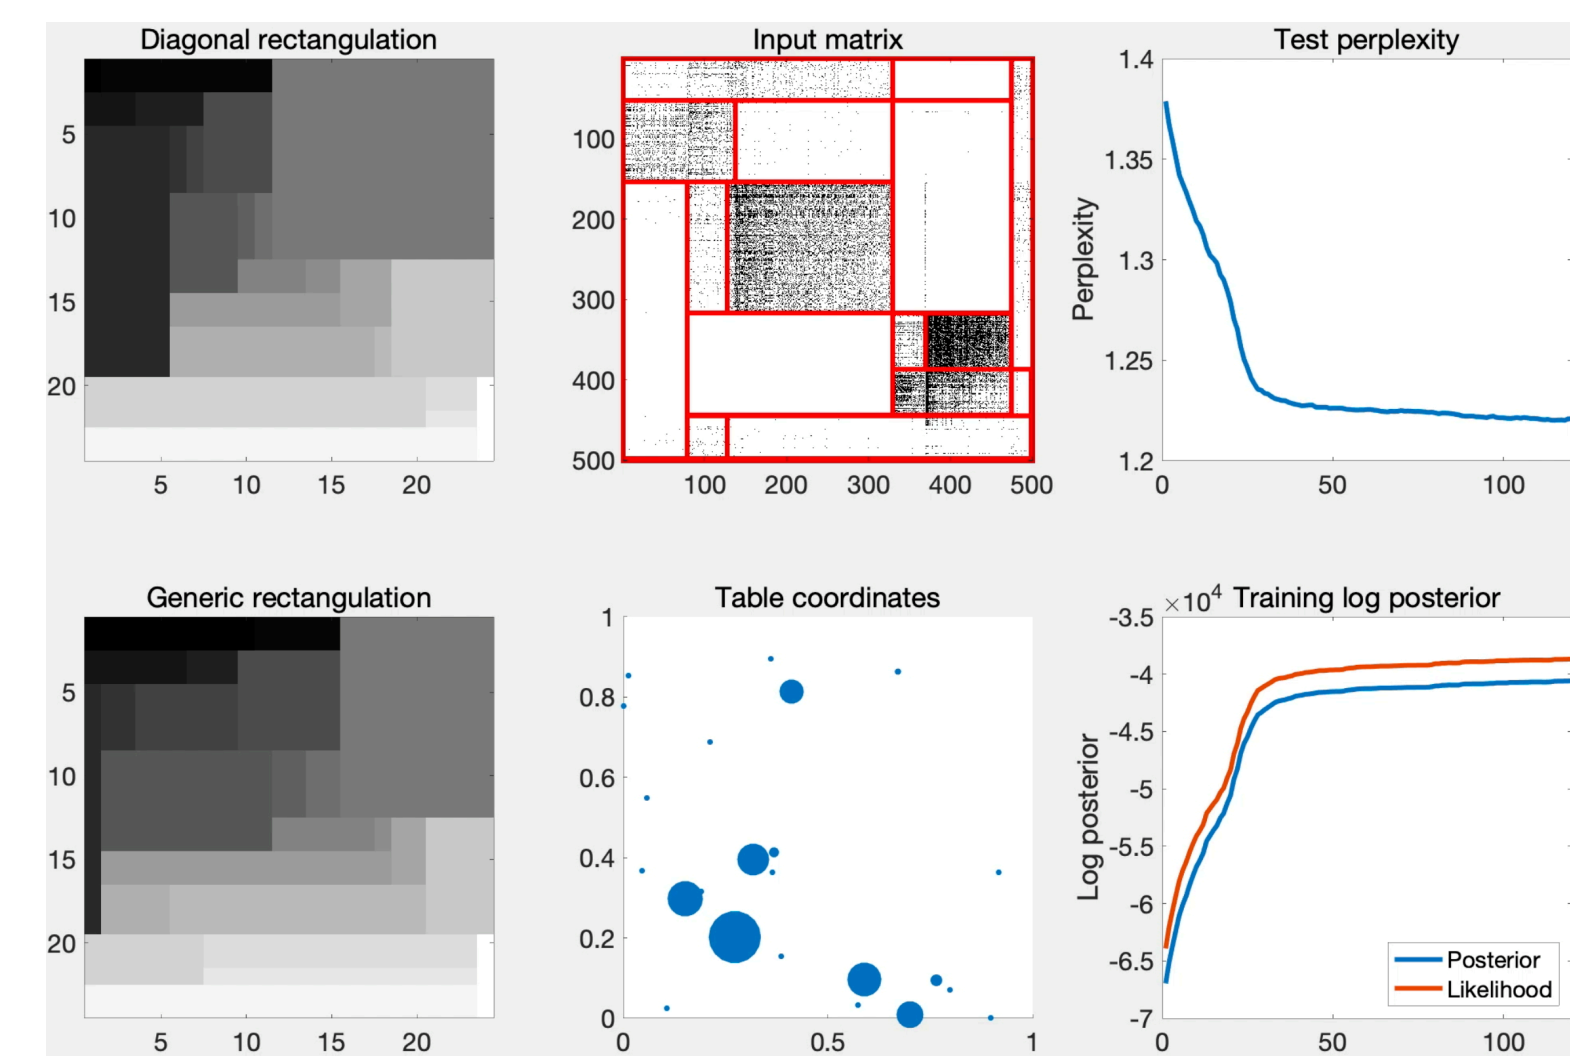 Diagonal rectangulation
5
10
15
20
5 10 15 20
Input matrix
100
200
300
400
500
100 200 300 400 500
Test perplexity
Perplexity
1.4
1.35
1.3
1.25
1.2
0 50 100
Generic rectangulation
5
10
15
20
5 10 15 20
Table coordinates
1
0.8
0.6
0.4
0.2
0
0 0.5 1
×10⁴ Training log posterior
Log posterior
-3.5
-4
-4.5
-5
-5.5
-6
-6.5
-7
0 50 100
Posterior
Likelihood